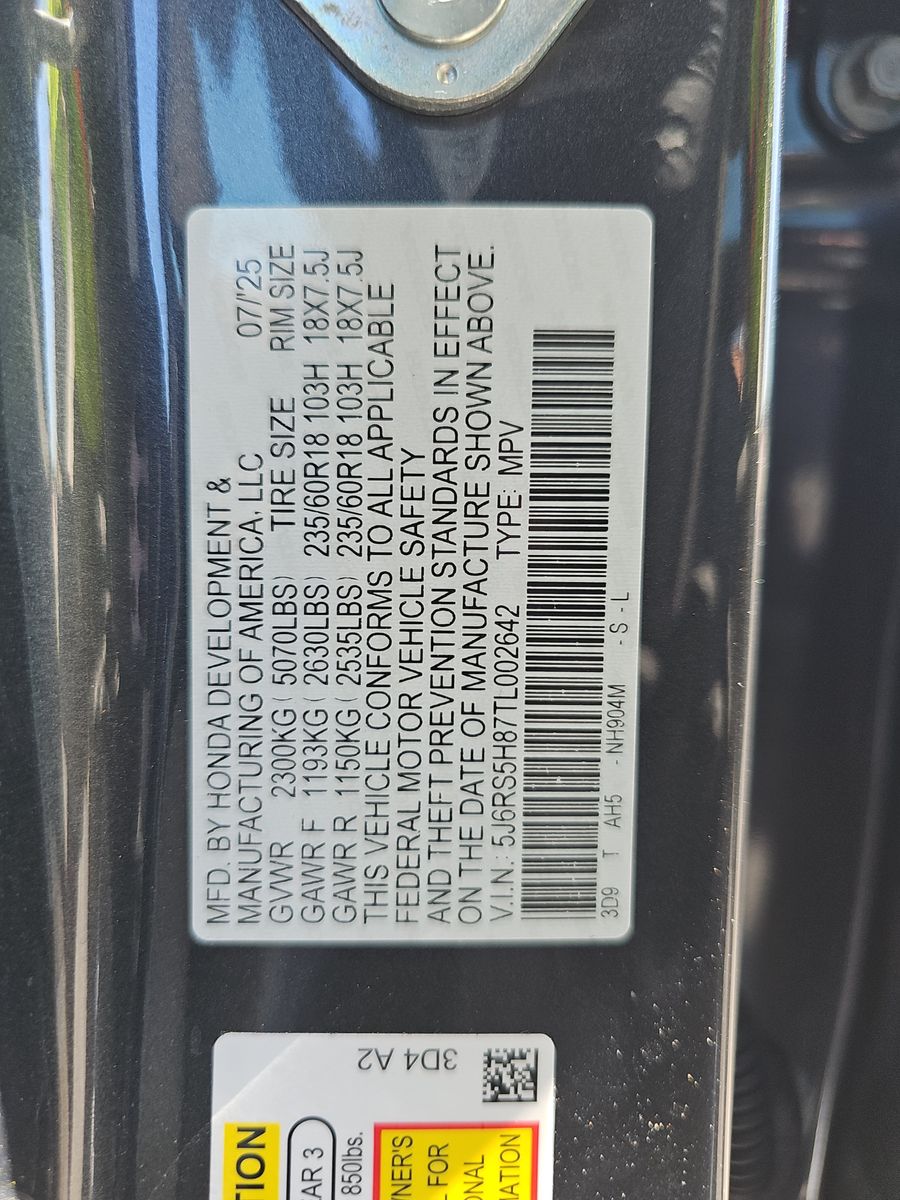 MFD. BY HONDA DEVELOPMENT &
MANUFACTURING OF AMERICA, LLC 07/'25
GVWR 2300KG ( 5070LBS) TIRE SIZE RIM SIZE
GAWR F 1193KG ( 2630LBS) 235/60R18 103H 18X7.5J
GAWR R 1150KG ( 2535LBS) 235/60R18 103H 18X7.5J
THIS VEHICLE CONFORMS TO ALL APPLICABLE
FEDERAL MOTOR VEHICLE SAFETY
AND THEFT PREVENTION STANDARDS IN EFFECT
ON THE DATE OF MANUFACTURE SHOWN ABOVE.
V.I.N.: 5J6RS5H87TL002642 TYPE: MPV
3D9 T AH5 - NH904M - S - L
3D4 A2
TION
AR 3
850lbs.
NER'S
L FOR
ONAL
ATION